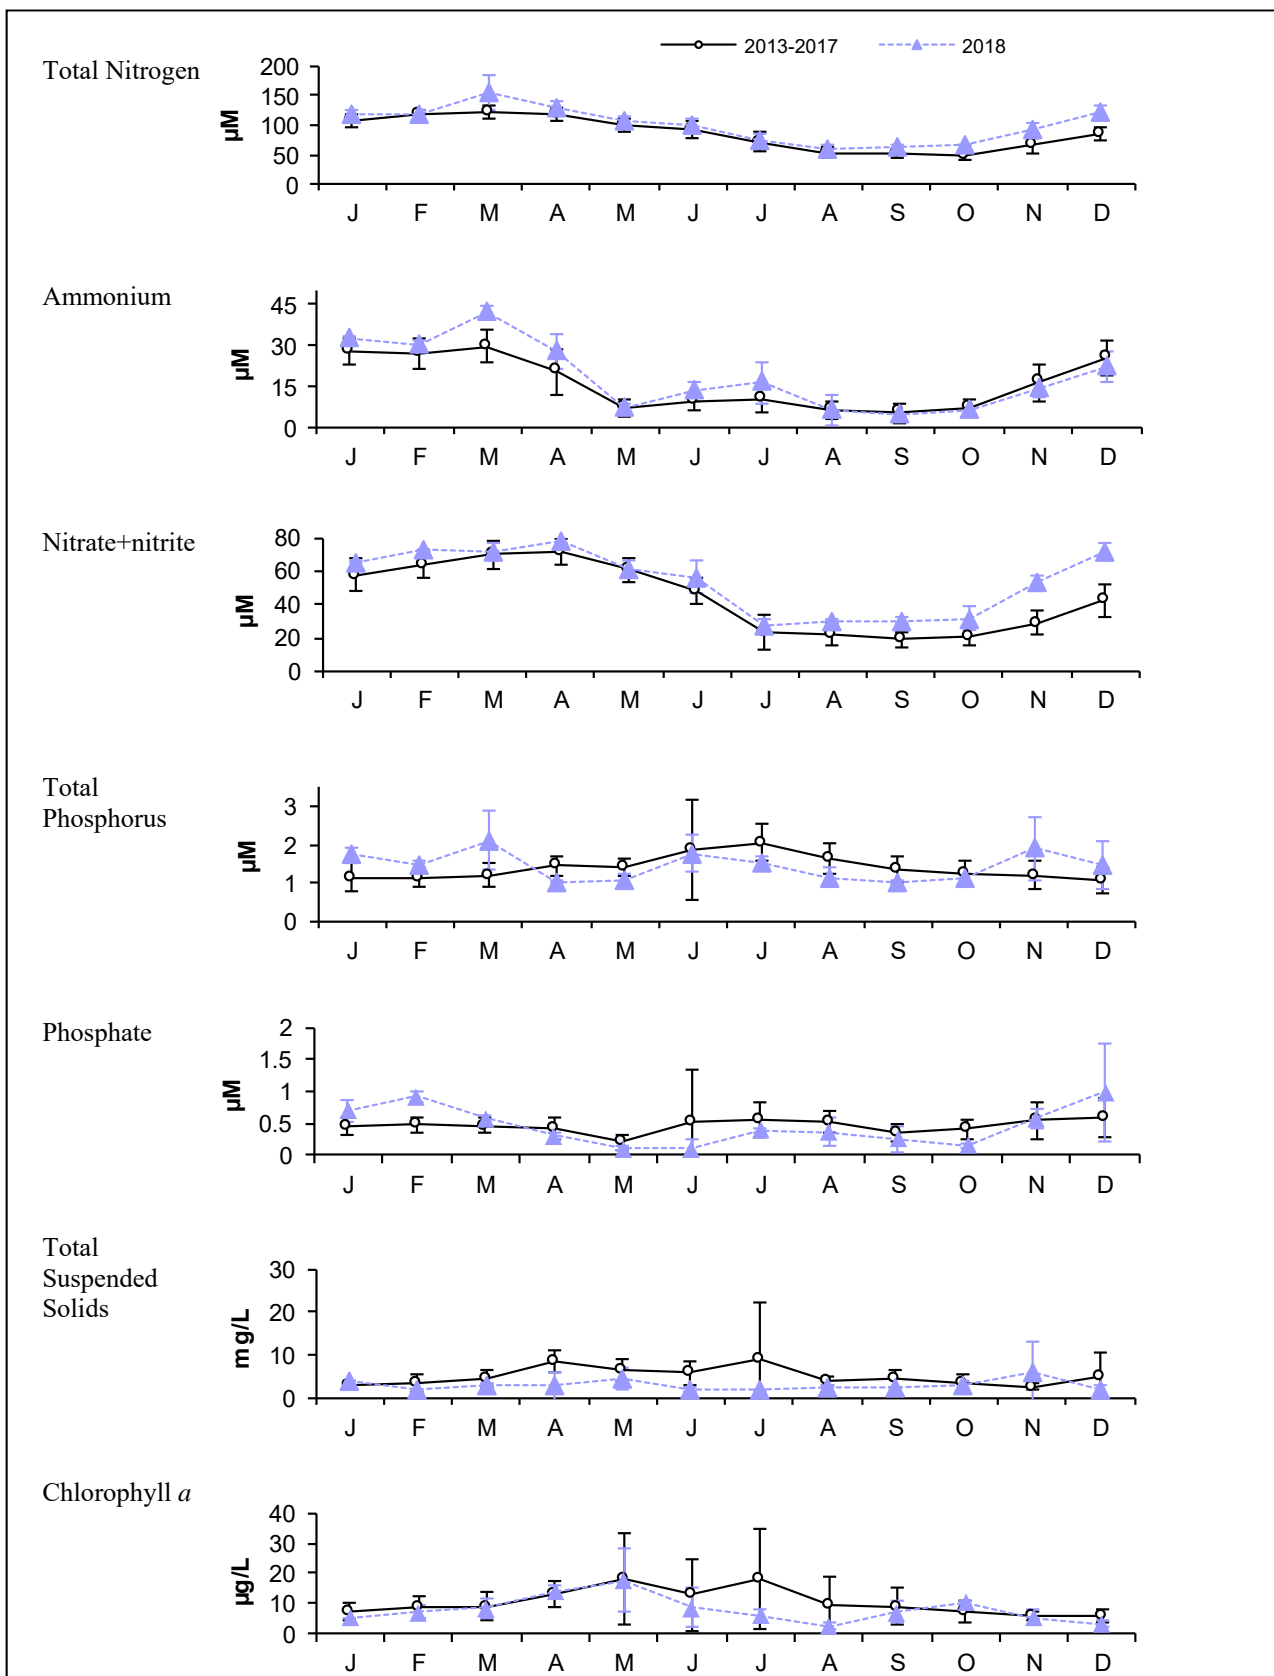 2013-2017 2018
Total Nitrogen
200
150
100
50
0
µM
J F M A M J J A S O N D
Ammonium
45
30
15
0
µM
J F M A M J J A S O N D
Nitrate+nitrite
80
60
40
20
0
µM
J F M A M J J A S O N D
Total
Phosphorus
3
2
1
0
µM
J F M A M J J A S O N D
Phosphate
2
1.5
1
0.5
0
µM
J F M A M J J A S O N D
Total
Suspended
Solids
30
20
10
0
mg/L
J F M A M J J A S O N D
Chlorophyll a
40
30
20
10
0
µg/L
J F M A M J J A S O N D